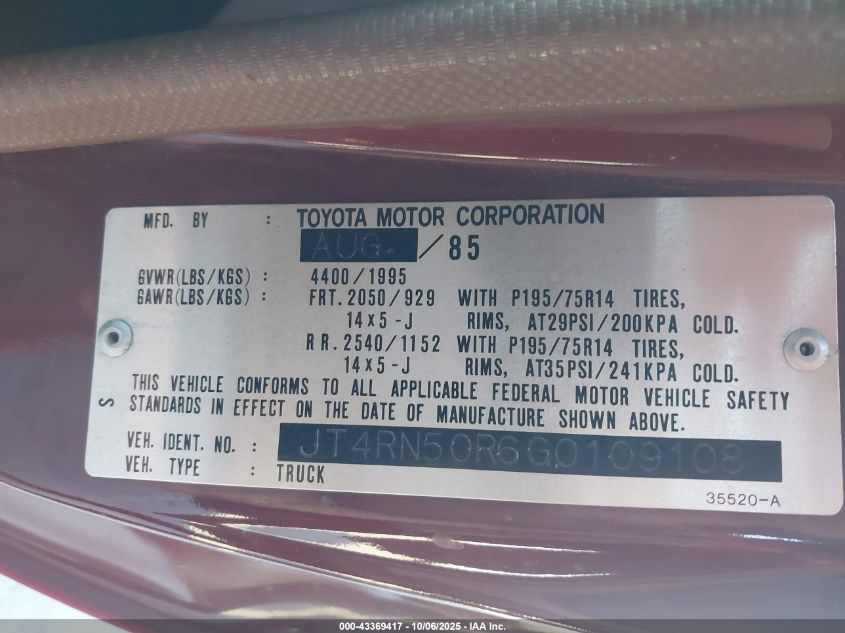 MFD. BY : TOYOTA MOTOR CORPORATION
AUG. /85
GVWR(LBS/KGS) : 4400/1995
GAWR(LBS/KGS) : FRT. 2050/929 WITH P195/75R14 TIRES,
14x5-J RIMS, AT29PSI/200KPA COLD.
RR. 2540/1152 WITH P195/75R14 TIRES,
14x5-J RIMS, AT35PSI/241KPA COLD.
THIS VEHICLE CONFORMS TO ALL APPLICABLE FEDERAL MOTOR VEHICLE SAFETY
S STANDARDS IN EFFECT ON THE DATE OF MANUFACTURE SHOWN ABOVE.
VEH. IDENT. NO. : JT4RN50R6G0109108
VEH. TYPE : TRUCK
35520-A
000-43369417 - 10/06/2025 - IAA Inc.